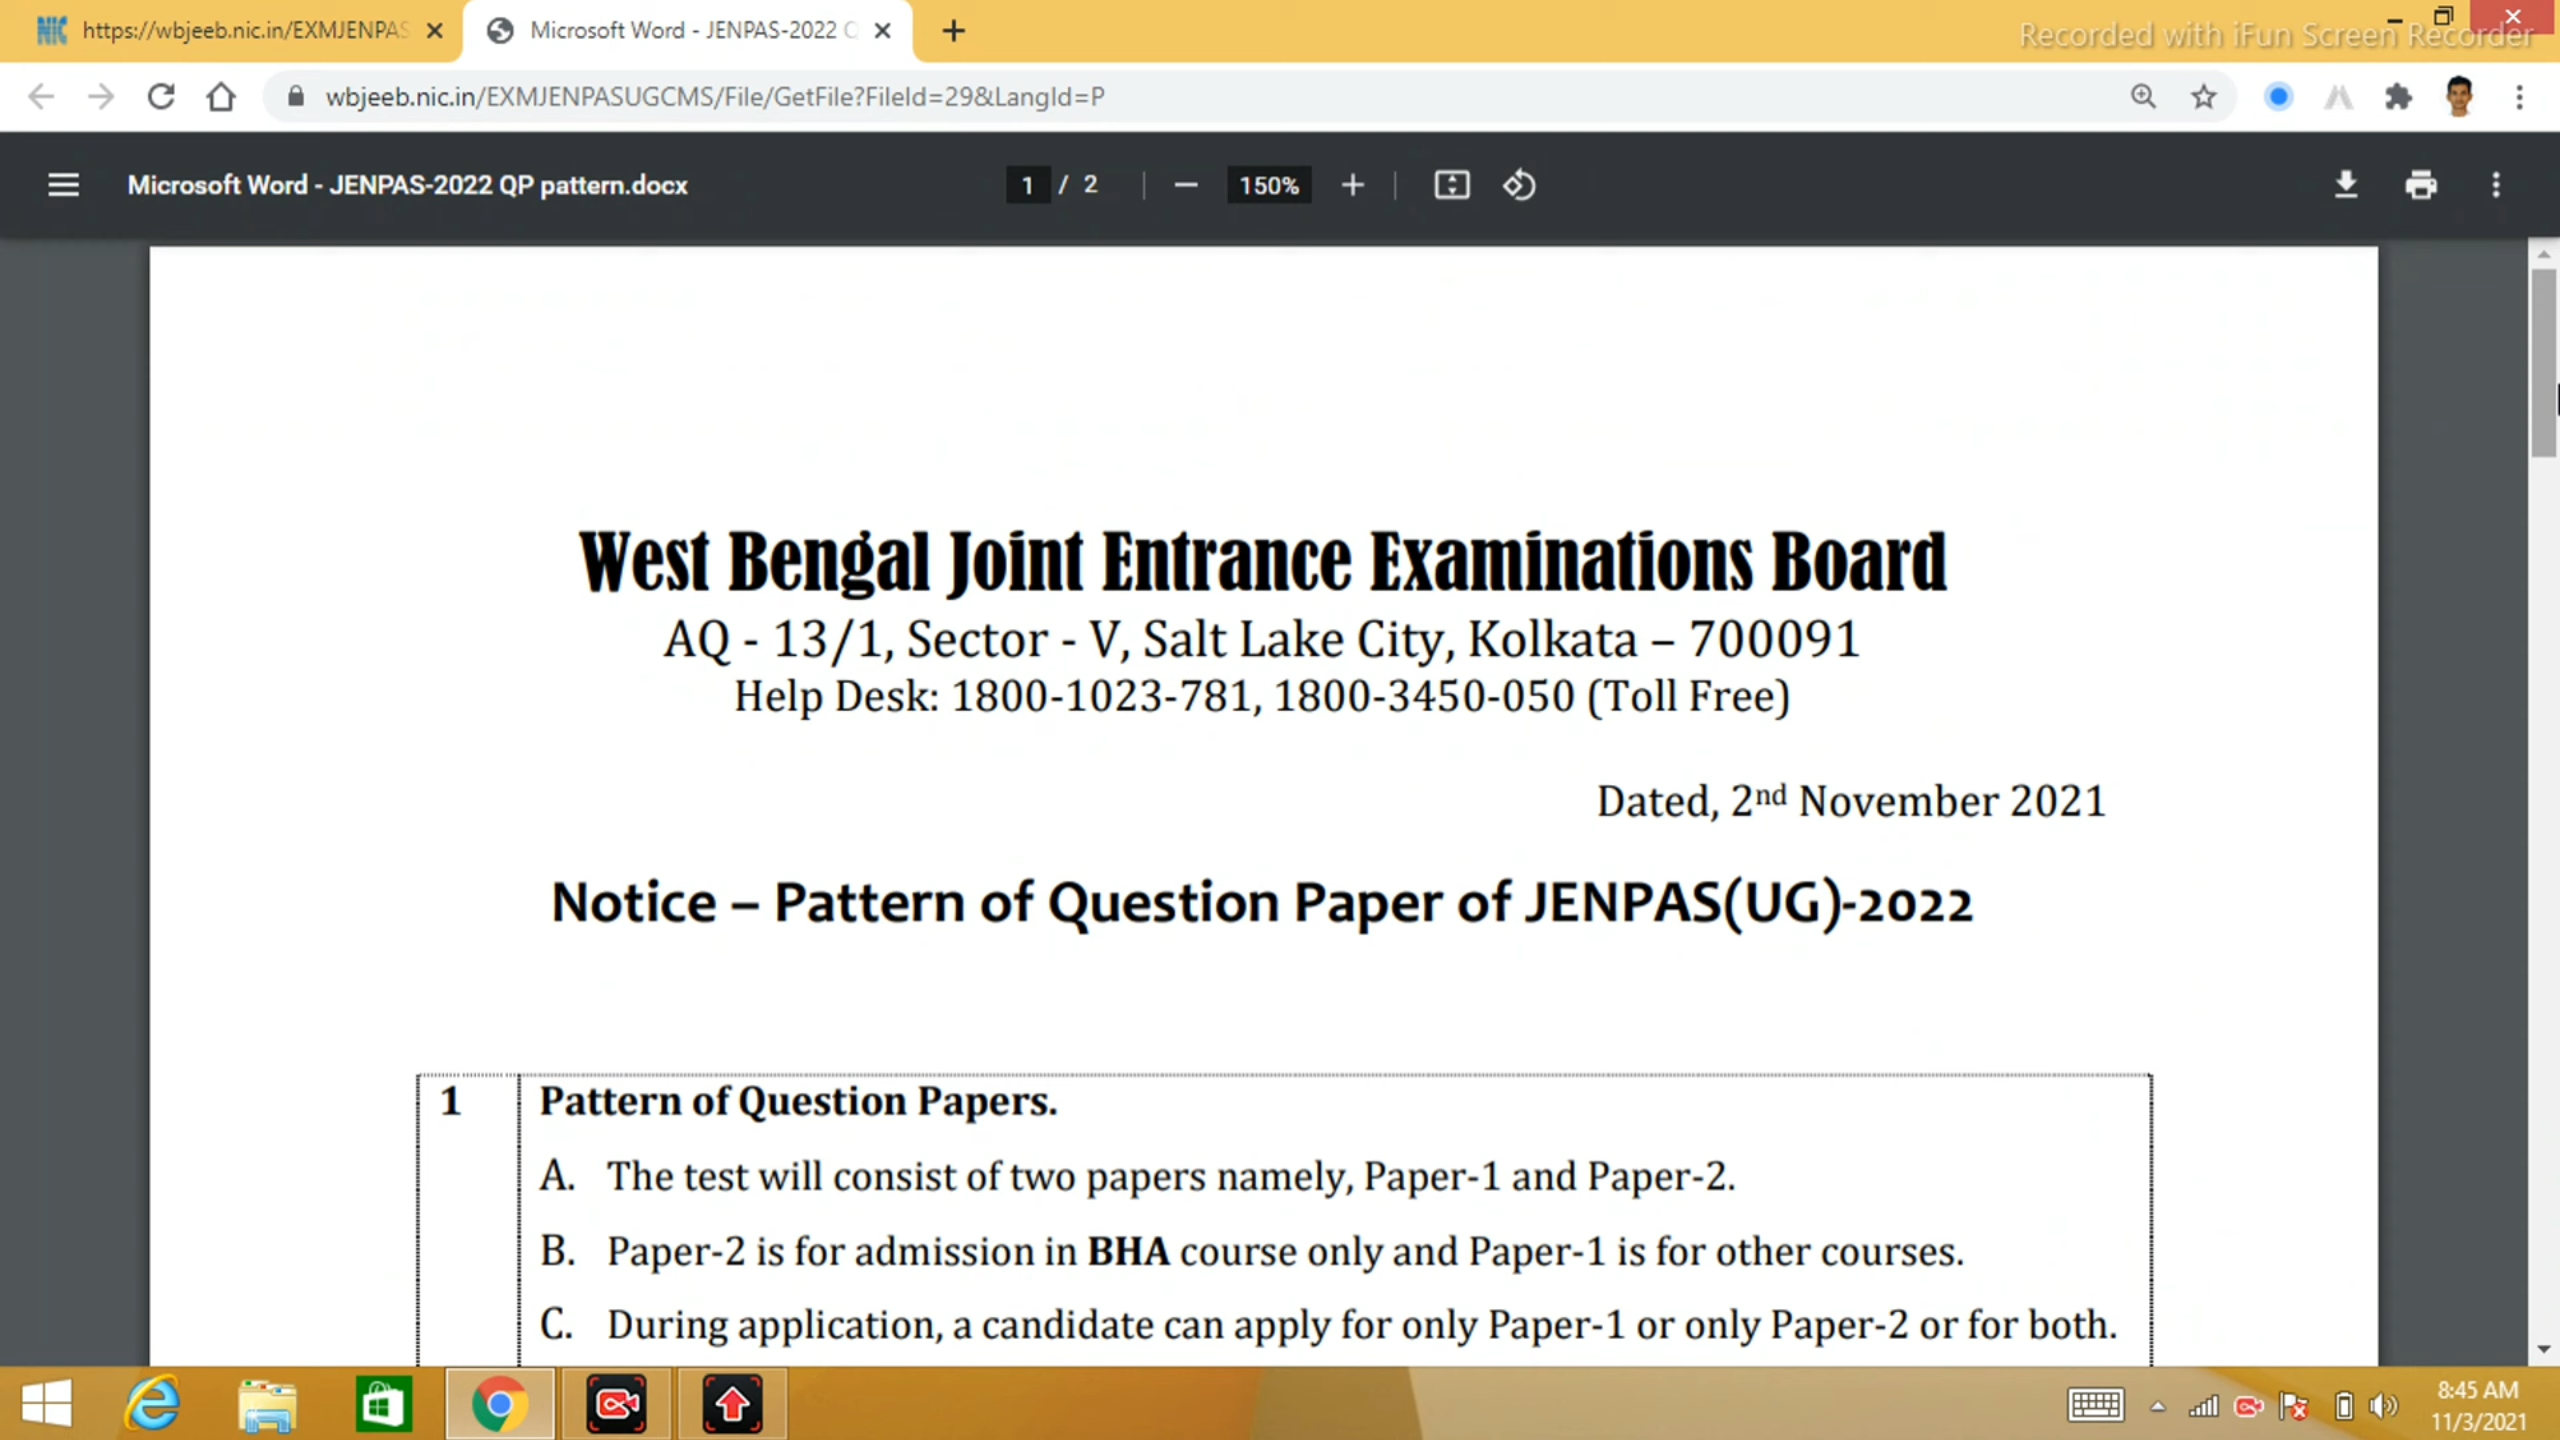 https://wbjeeb.nic.in/EXMJENPAS
Microsoft Word - JENPAS-2022 Q
Recorded with iFun Screen Recorder
wbjeeb.nic.in/EXMJENPASUGCMS/File/GetFile?FileId=29&LangId=P
Microsoft Word - JENPAS-2022 QP pattern.docx
1 / 2
150%
West Bengal Joint Entrance Examinations Board
AQ - 13/1, Sector - V, Salt Lake City, Kolkata – 700091
Help Desk: 1800-1023-781, 1800-3450-050 (Toll Free)
Dated, 2nd November 2021
Notice – Pattern of Question Paper of JENPAS(UG)-2022
1 Pattern of Question Papers.
A. The test will consist of two papers namely, Paper-1 and Paper-2.
B. Paper-2 is for admission in BHA course only and Paper-1 is for other courses.
C. During application, a candidate can apply for only Paper-1 or only Paper-2 or for both.
8:45 AM
11/3/2021